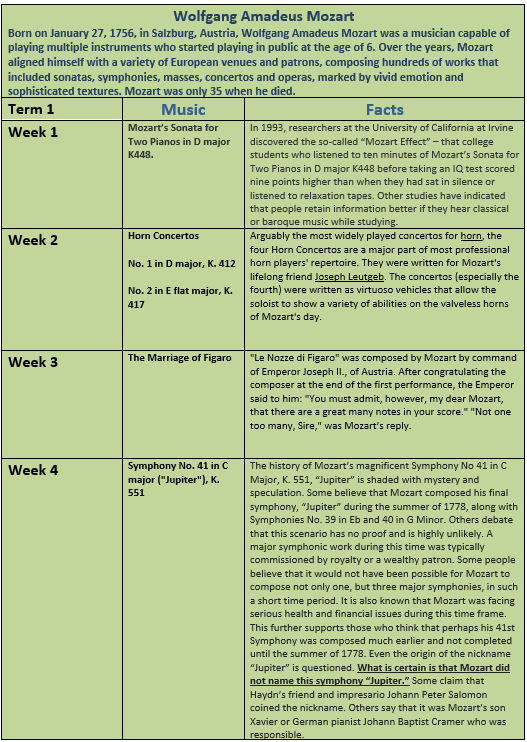 Wolfgang Amadeus Mozart
Born on January 27, 1756, in Salzburg, Austria, Wolfgang Amadeus Mozart was a musician capable of
playing multiple instruments who started playing in public at the age of 6. Over the years, Mozart
aligned himself with a variety of European venues and patrons, composing hundreds of works that
included sonatas, symphonies, masses, concertos and operas, marked by vivid emotion and
sophisticated textures. Mozart was only 35 when he died.
Term 1
Music
Facts
Week 1
Mozart's Sonata for
Two Pianos in D major
K448.
In 1993, researchers at the University of California at Irvine
discovered the so-called “Mozart Effect” – that college
students who listened to ten minutes of Mozart's Sonata for
Two Pianos in D major K448 before taking an IQ test scored
nine points higher than when they had sat in silence or
listened to relaxation tapes. Other studies have indicated
that people retain information better if they hear classical
or baroque music while studying.
Week 2
Horn Concertos
No. 1 in D major, K. 412
No. 2 in E flat major, K.
417
Arguably the most widely played concertos for horn, the
four Horn Concertos are a major part of most professional
horn players' repertoire. They were written for Mozart's
lifelong friend Joseph Leutgeb. The concertos (especially the
fourth) were written as virtuoso vehicles that allow the
soloist to show a variety of abilities on the valveless horns
of Mozart's day.
Week 3
The Marriage of Figaro
"Le Nozze di Figaro" was composed by Mozart by command
of Emperor Joseph II., of Austria. After congratulating the
composer at the end of the first performance, the Emperor
said to him: "You must admit, however, my dear Mozart,
that there are a great many notes in your score." "Not one
too many, Sire," was Mozart's reply.
Week 4
Symphony No. 41 in C
major ("Jupiter"), K.
551
The history of Mozart's magnificent Symphony No 41 in C
Major, K. 551, “Jupiter” is shaded with mystery and
speculation. Some believe that Mozart composed his final
symphony, “Jupiter” during the summer of 1778, along with
Symphonies No. 39 in Eb and 40 in G Minor. Others debate
that this scenario has no proof and is highly unlikely. A
major symphonic work during this time was typically
commissioned by royalty or a wealthy patron. Some people
believe that it would not have been possible for Mozart to
compose not only one, but three major symphonies, in such
a short time period. It is also known that Mozart was facing
serious health and financial issues during this time frame.
This further supports those who think that perhaps his 41st
Symphony was composed much earlier and not completed
until the summer of 1778. Even the origin of the nickname
“Jupiter” is questioned. What is certain is that Mozart did
not name this symphony “Jupiter.” Some claim that
Haydn's friend and impresario Johann Peter Salomon
coined the nickname. Others say that it was Mozart's son
Xavier or German pianist Johann Baptist Cramer who was
responsible.